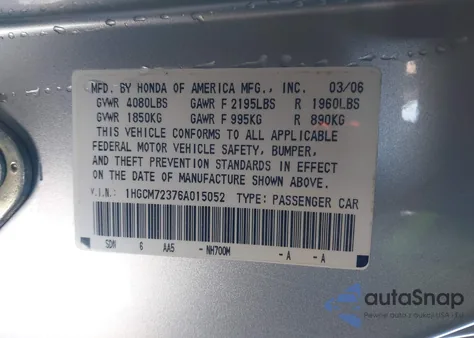 MFD. BY HONDA OF AMERICA MFG., INC. 03/06
GVWR 4080LBS GAWR F 2195LBS R 1960LBS
GVWR 1850KG GAWR F 995KG R 890KG
THIS VEHICLE CONFORMS TO ALL APPLICABLE
FEDERAL MOTOR VEHICLE SAFETY, BUMPER,
AND THEFT PREVENTION STANDARDS IN EFFECT
ON THE DATE OF MANUFACTURE SHOWN ABOVE.
V.I.N.: 1HGCM72376A015052 TYPE: PASSENGER CAR
SDN 6 AA5 - NH700M - A - A
autoSnap